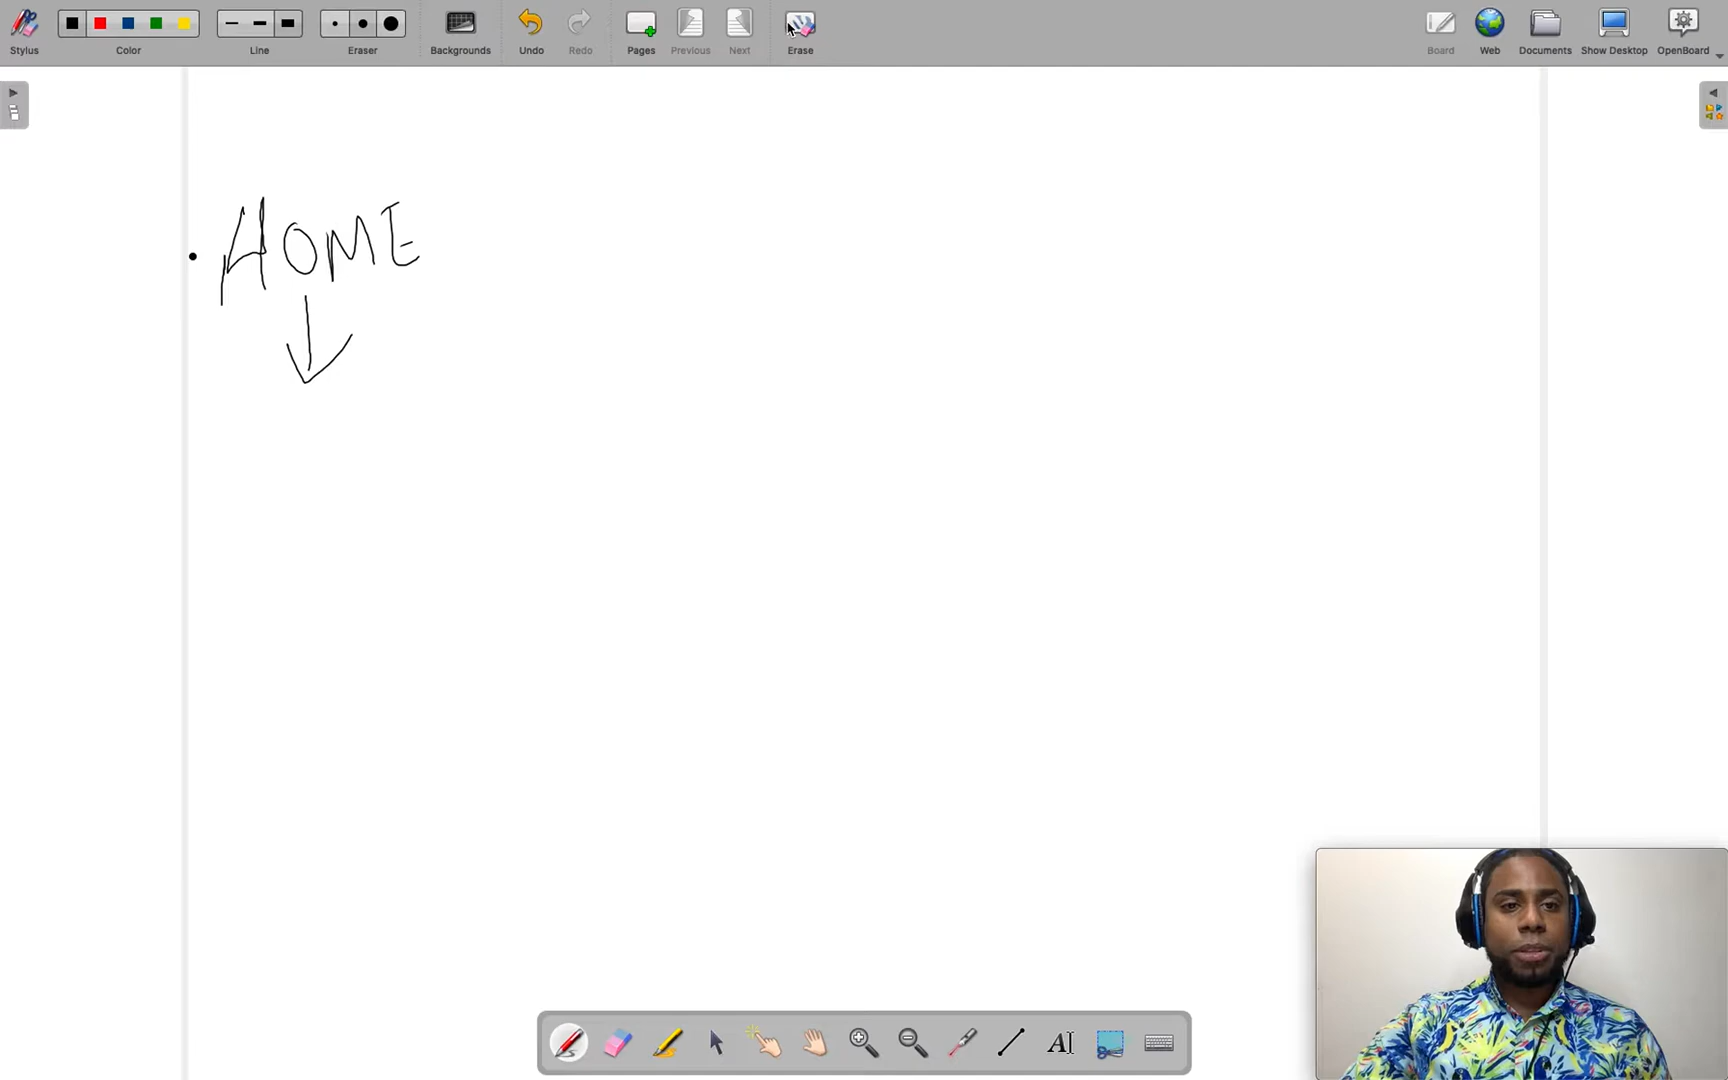 Stylus Color Line Eraser Backgrounds Undo Redo Pages Previous Next Erase Board Web Documents Show Desktop OpenBoard
• HOME
A